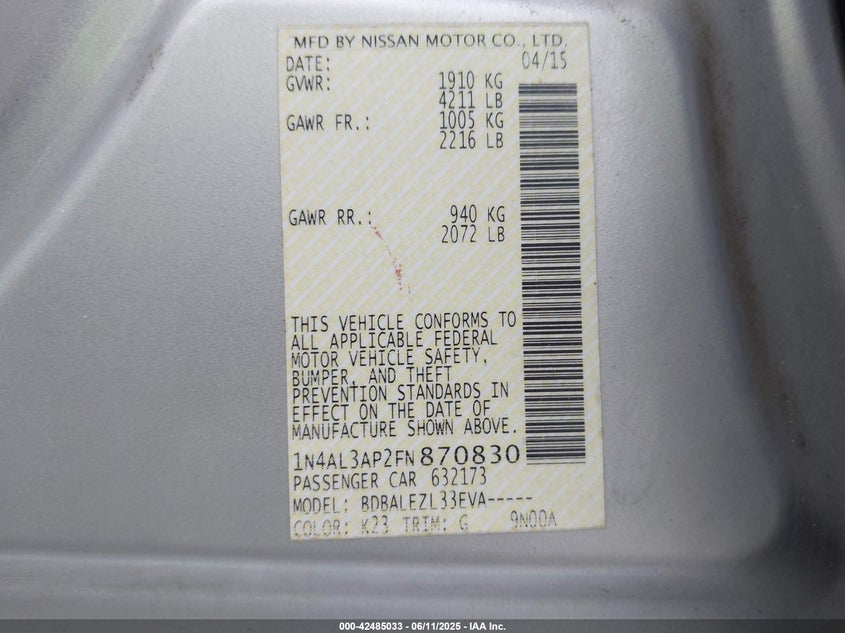 MFD BY NISSAN MOTOR CO., LTD.
DATE: 04/15
GVWR: 1910 KG
4211 LB
GAWR FR.: 1005 KG
2216 LB
GAWR RR.: 940 KG
2072 LB
THIS VEHICLE CONFORMS TO
ALL APPLICABLE FEDERAL
MOTOR VEHICLE SAFETY,
BUMPER, AND THEFT
PREVENTION STANDARDS IN
EFFECT ON THE DATE OF
MANUFACTURE SHOWN ABOVE.
1N4AL3AP2FN870830
PASSENGER CAR 632173
MODEL: BDBALEZL33EVA-----
COLOR: K23 TRIM: G 9N00A
000-42485033 - 06/11/2025 - IAA Inc.